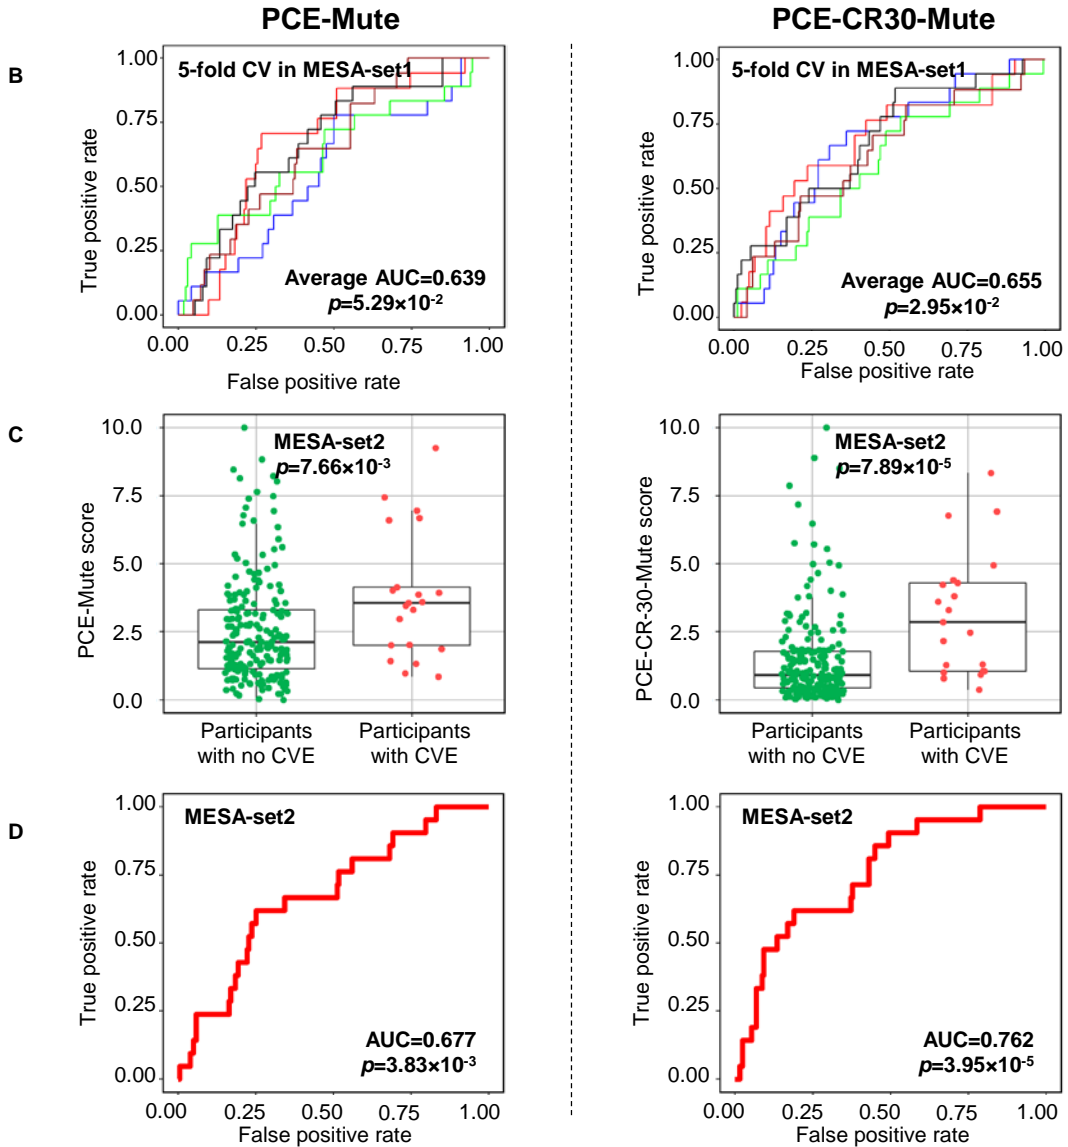 PCE-Mute
PCE-CR30-Mute
B
1.00
0.75
0.50
0.25
0.00
True positive rate
5-fold CV in MESA-set1
Average AUC=0.639
p=5.29×10-2
0.00 0.25 0.50 0.75 1.00
False positive rate
1.00
0.75
0.50
0.25
0.00
True positive rate
5-fold CV in MESA-set1
Average AUC=0.655
p=2.95×10-2
0.00 0.25 0.50 0.75 1.00
False positive rate
C
10.0
7.5
5.0
2.5
0.0
PCE-Mute score
MESA-set2
p=7.66×10-3
Participants
with no CVE
Participants
with CVE
10.0
7.5
5.0
2.5
0.0
PCE-CR-30-Mute score
MESA-set2
p=7.89×10-5
Participants
with no CVE
Participants
with CVE
D
1.00
0.75
0.50
0.25
0.00
True positive rate
MESA-set2
AUC=0.677
p=3.83×10-3
0.00 0.25 0.50 0.75 1.00
False positive rate
1.00
0.75
0.50
0.25
0.00
True positive rate
MESA-set2
AUC=0.762
p=3.95×10-5
0.00 0.25 0.50 0.75 1.00
False positive rate